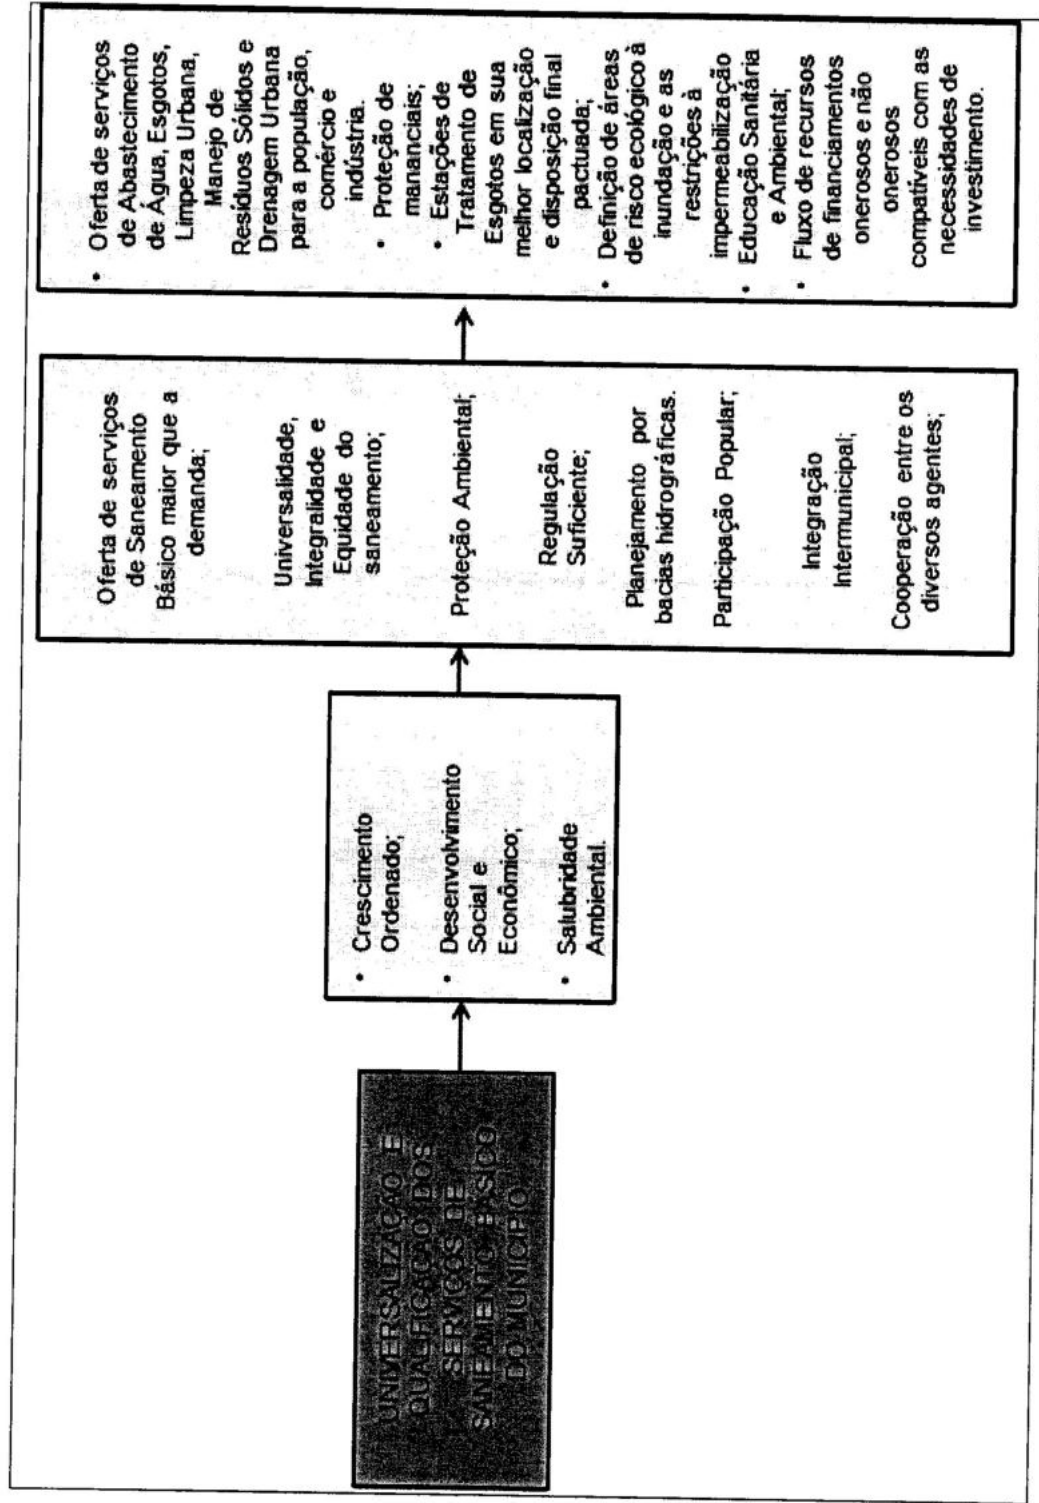 UNIVERSALIZAÇÃO E
QUALIFICAÇÃO DOS
SERVIÇOS DE
SANEAMENTO BÁSICO
DO MUNICÍPIO
• Crescimento
Ordenado;
• Desenvolvimento
Social e
Econômico;
• Salubridade
Ambiental.
Oferta de serviços
de Saneamento
Básico maior que a
demanda;
Universalidade,
Integralidade e
Equidade do
saneamento;
Proteção Ambiental;
Regulação
Suficiente;
Planejamento por
bacias hidrográficas.
Participação Popular;
Integração
Intermunicipal;
Cooperação entre os
diversos agentes;
• Oferta de serviços
de Abastecimento
de Água, Esgotos,
Limpeza Urbana,
Manejo de
Resíduos Sólidos e
Drenagem Urbana
para a população,
comércio e
indústria.
• Proteção de
mananciais;
• Estações de
Tratamento de
Esgotos em sua
melhor localização
e disposição final
pactuada;
• Definição de áreas
de risco ecológico à
inundação e as
restrições à
impermeabilização
• Educação Sanitária
e Ambiental;
• Fluxo de recursos
de financiamentos
onerosos e não
onerosos
compatíveis com as
necessidades de
investimento.